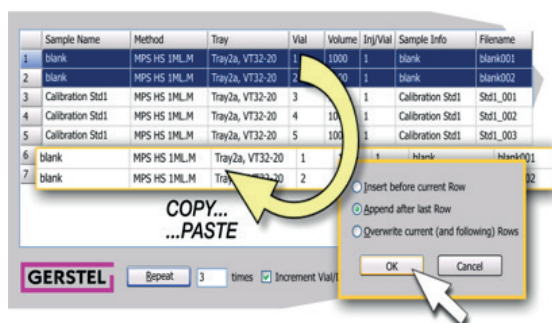 Sample Name Method Tray Vial Volume Inj/Vial Sample Info Filename
1 blank MPS HS 1ML.M Tray2a, VT32-20 1 1000 1 blank blank001
2 blank MPS HS 1ML.M Tray2a, VT32-20 2 1 blank blank002
3 Calibration Std1 MPS HS 1ML.M Tray2a, VT32-20 3 1 Calibration Std1 Std1_001
4 Calibration Std1 MPS HS 1ML.M Tray2a, VT32-20 4 1 Calibration Std1 Std1_002
5 Calibration Std1 MPS HS 1ML.M Tray2a, VT32-20 5 1 Calibration Std1 Std1_003
6 blank MPS HS 1ML.M Tray2a, VT32-20 1 1 blank blank001
7 blank MPS HS 1ML.M 2
Insert before current Row
Append after last Row
Overwrite current (and following) Rows
OK Cancel
COPY...
...PASTE
GERSTEL Repeat 3 times Increment Vial/